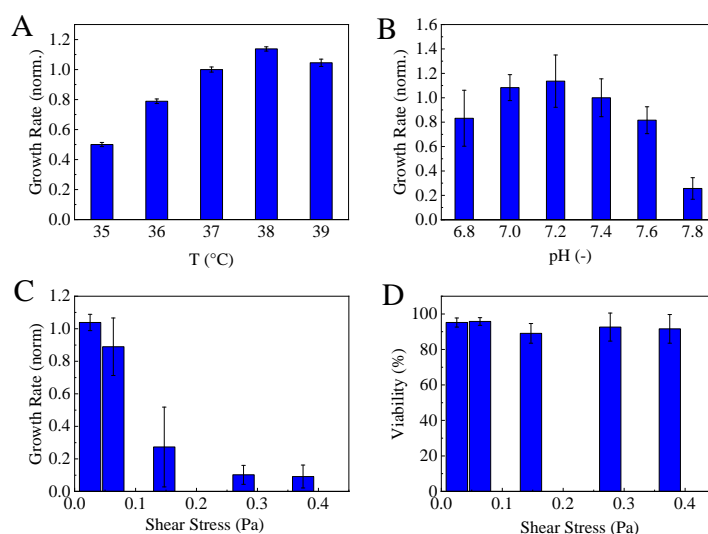 A
Growth Rate (norm.)
1.2
1.0
0.8
0.6
0.4
0.2
0.0
35 36 37 38 39
T (°C)
B
Growth Rate (norm.)
1.6
1.4
1.2
1.0
0.8
0.6
0.4
0.2
0.0
6.8 7.0 7.2 7.4 7.6 7.8
pH (-)
C
Growth Rate (norm)
1.2
1.0
0.8
0.6
0.4
0.2
0.0
0.0 0.1 0.2 0.3 0.4
Shear Stress (Pa)
D
Viability (%)
100
80
60
40
20
0
0.0 0.1 0.2 0.3 0.4
Shear Stress (Pa)